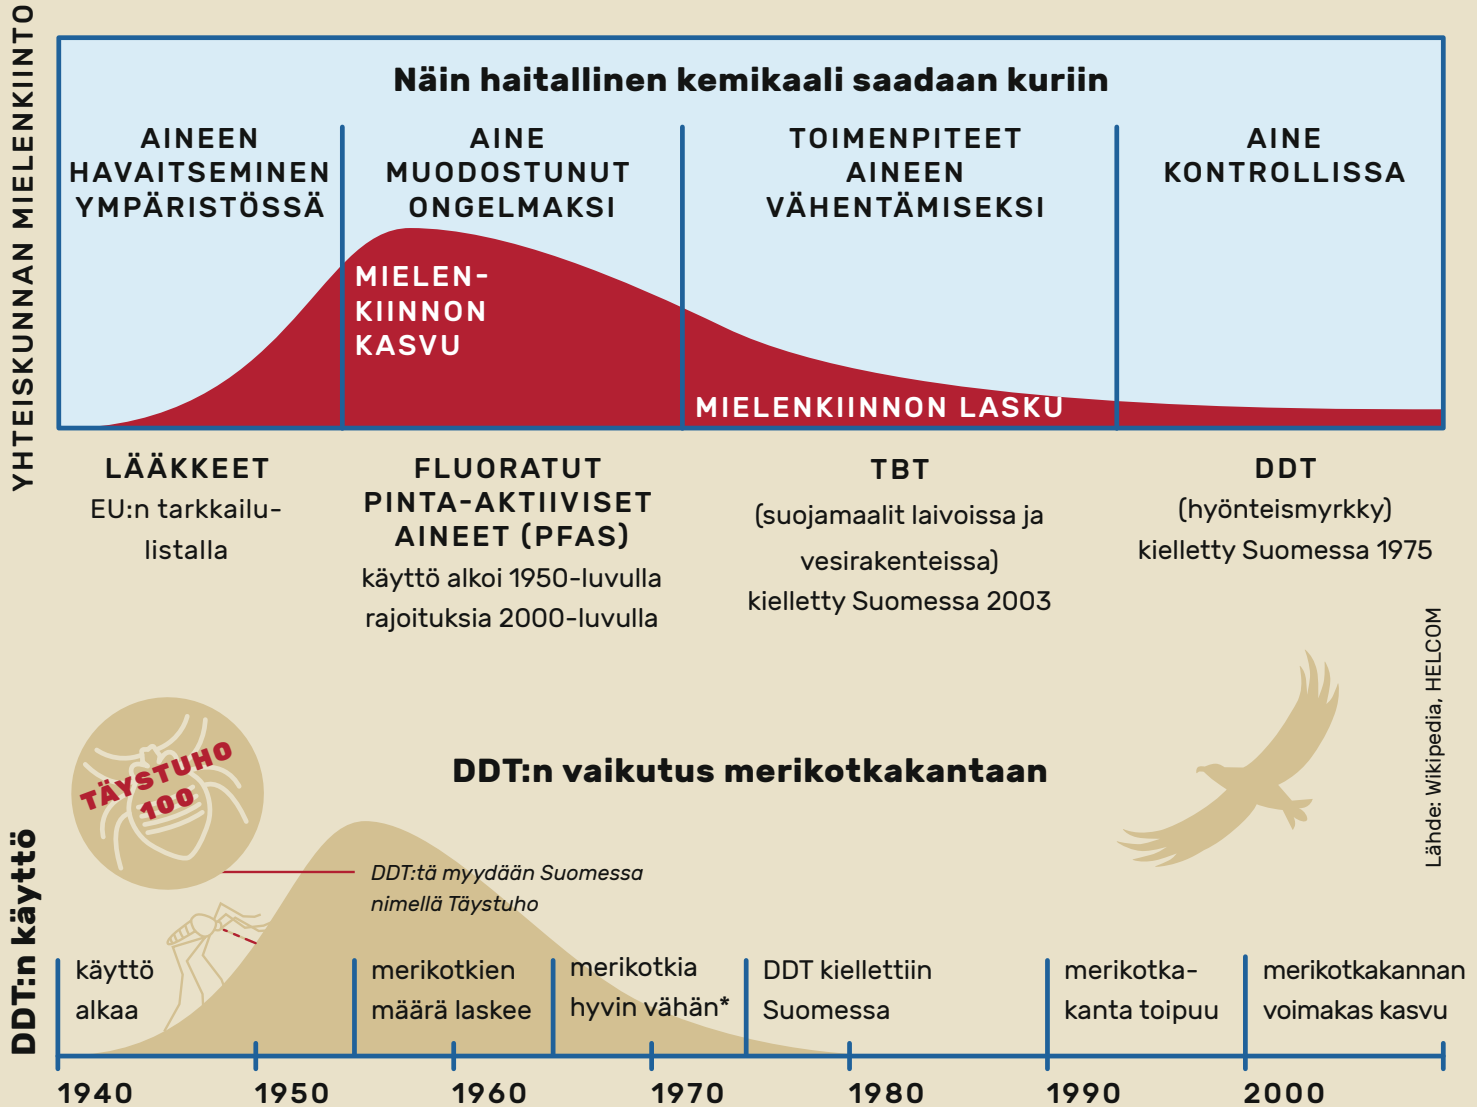 YHTEISKUNNAN MIELENKIINTO
Näin haitallinen kemikaali saadaan kuriin
AINEEN
HAVAITSEMINEN
YMPÄRISTÖSSÄ
AINE
MUODOSTUNUT
ONGELMAKSI
TOIMENPITEET
AINEEN
VÄHENTÄMISEKSI
AINE
KONTROLLISSA
MIELEN-
KIINNON
KASVU
MIELENKIINNON LASKU
LÄÄKKEET
EU:n tarkkailu-
listalla
FLUORATUT
PINTA-AKTIIVISET
AINEET (PFAS)
käyttö alkoi 1950-luvulla
rajoituksia 2000-luvulla
TBT
(suojamaalit laivoissa ja
vesirakenteissa)
kielletty Suomessa 2003
DDT
(hyönteismyrkky)
kielletty Suomessa 1975
Lähde: Wikipedia, HELCOM
DDT:n vaikutus merikotkakantaan
TÄYSTUHO
100
DDT:tä myydään Suomessa
nimellä Täystuho
DDT:n käyttö
käyttö
alkaa
merikotkien
määrä laskee
merikotkia
hyvin vähän*
DDT kiellettiin
Suomessa
merikotka-
kanta toipuu
merikotkakannan
voimakas kasvu
1940 1950 1960 1970 1980 1990 2000